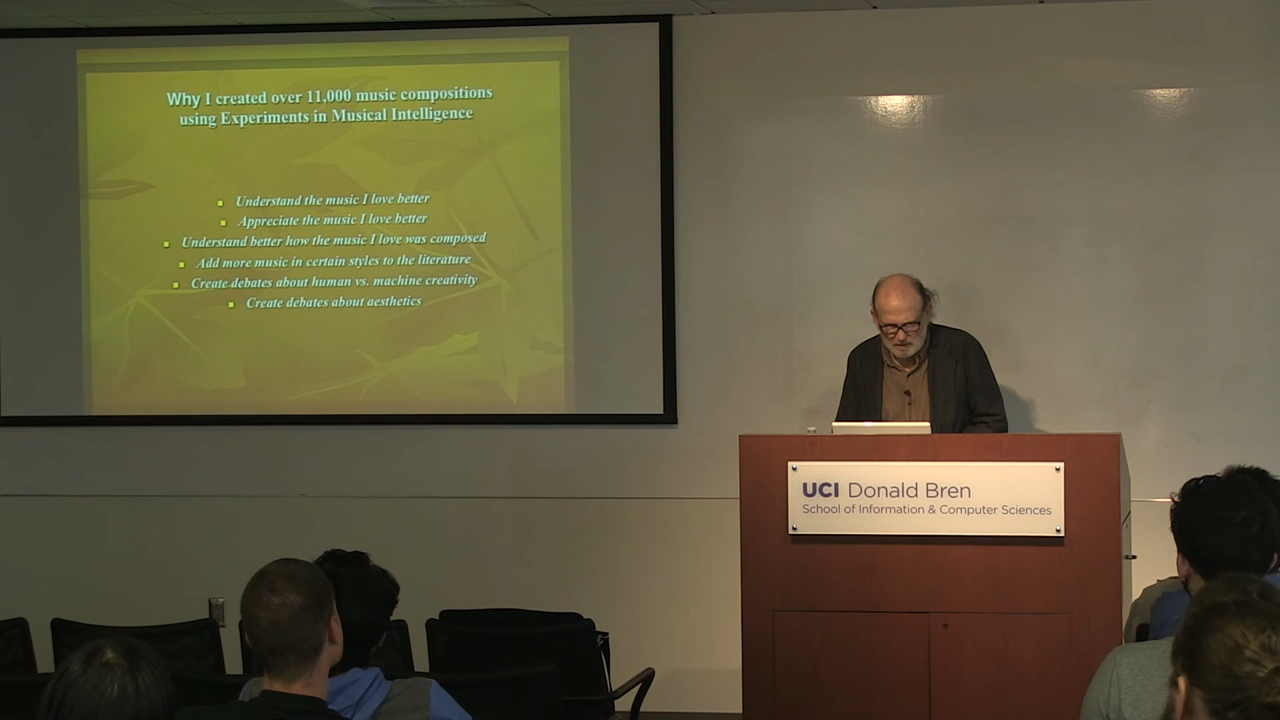 Why I created over 11,000 music compositions
using Experiments in Musical Intelligence
Understand the music I love better
Appreciate the music I love better
Understand better how the music I love was composed
Add more music in certain styles to the literature
Create debates about human vs. machine creativity
Create debates about aesthetics
UCI Donald Bren
School of Information & Computer Sciences